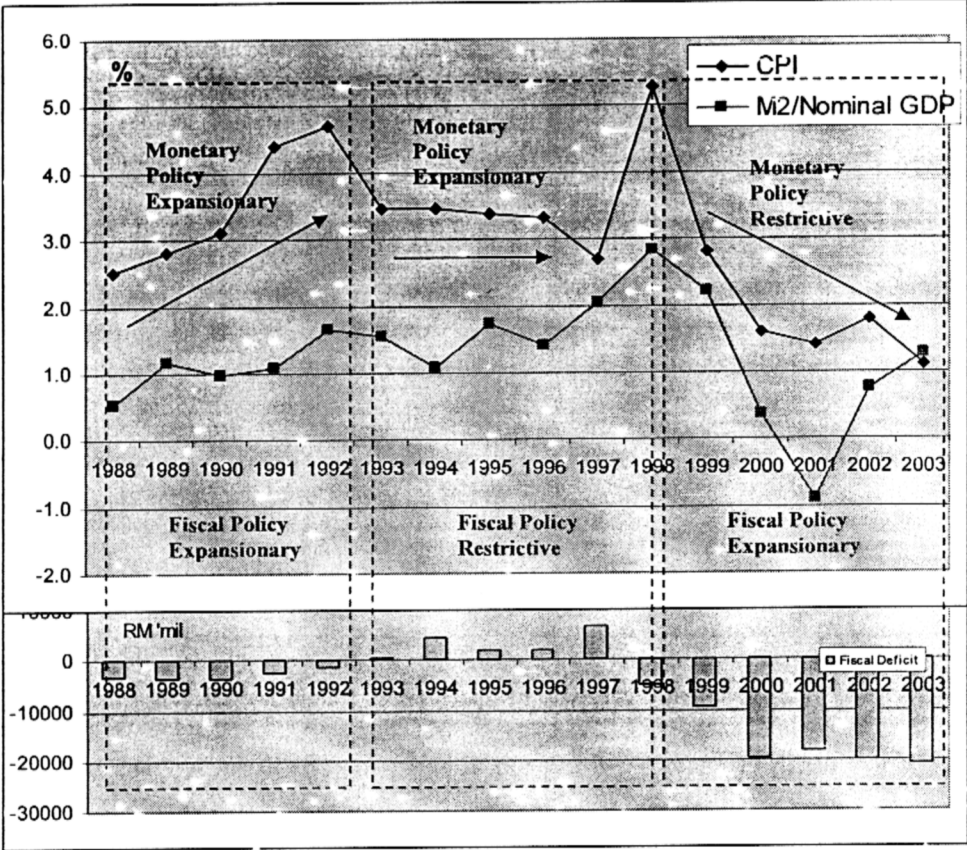 6.0
%
5.0
4.0
3.0
2.0
1.0
0.0
-1.0
-2.0
CPI
M2/Nominal GDP
Monetary
Policy
Expansionary
Monetary
Policy
Expansionary
Monetary
Policy
Restrictive
1988 1989 1990 1991 1992 1993 1994 1995 1996 1997 1998 1999 2000 2001 2002 2003
Fiscal Policy
Expansionary
Fiscal Policy
Restrictive
Fiscal Policy
Expansionary
10000
RM 'mil
Fiscal Deficit
0
1988 1989 1990 1991 1992 1993 1994 1995 1996 1997 1998 1999 2000 2001 2002 2003
-10000
-20000
-30000